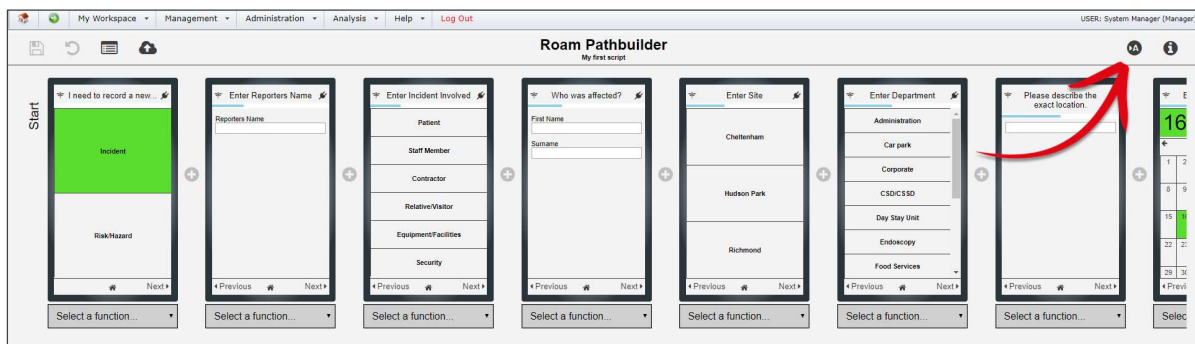 My Workspace Management Administration Analysis Help Log Out
USER: System Manager (Manager)
Roam Pathbuilder
My first script
A
Start
I need to record a new...
Incident
Risk/Hazard
Next
Select a function...
Enter Reporters Name
Reporters Name
Previous Next
Select a function...
Enter Incident Involved
Patient
Staff Member
Contractor
Relative/Visitor
Equipment/Facilities
Security
Previous Next
Select a function...
Who was affected?
First Name
Surname
Previous Next
Select a function...
Enter Site
Cheltenham
Hudson Park
Richmond
Previous Next
Select a function...
Enter Department
Administration
Car park
Corporate
CSD/CSSD
Day Stay Unit
Endoscopy
Food Services
Previous Next
Select a function...
Please describe the
exact location.
Previous Next
Select a function...
E
16
1 2
8 9
15
22
29
Previ
Selec